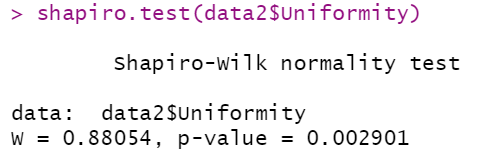 > shapiro.test(data2$Uniformity)
Shapiro-Wilk normality test
data:  data2$Uniformity
W = 0.88054, p-value = 0.002901